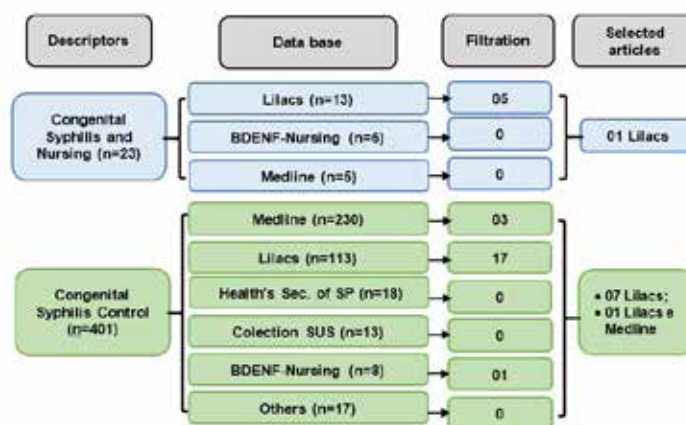 Descriptors
Data base
Filtration
Selected
articles
Congenital
Syphilis and
Nursing (n=23)
Lilacs (n=13)
05
BDENF-Nursing (n=6)
0
Medline (n=5)
0
01 Lilacs
Congenital
Syphilis Control
(n=401)
Medline (n=230)
03
Lilacs (n=113)
17
Health's Sec. of SP (n=18)
0
Colection SUS (n=13)
0
BDENF-Nursing (n=8)
01
Others (n=17)
0
• 07 Lilacs;
• 01 Lilacs e
Medline